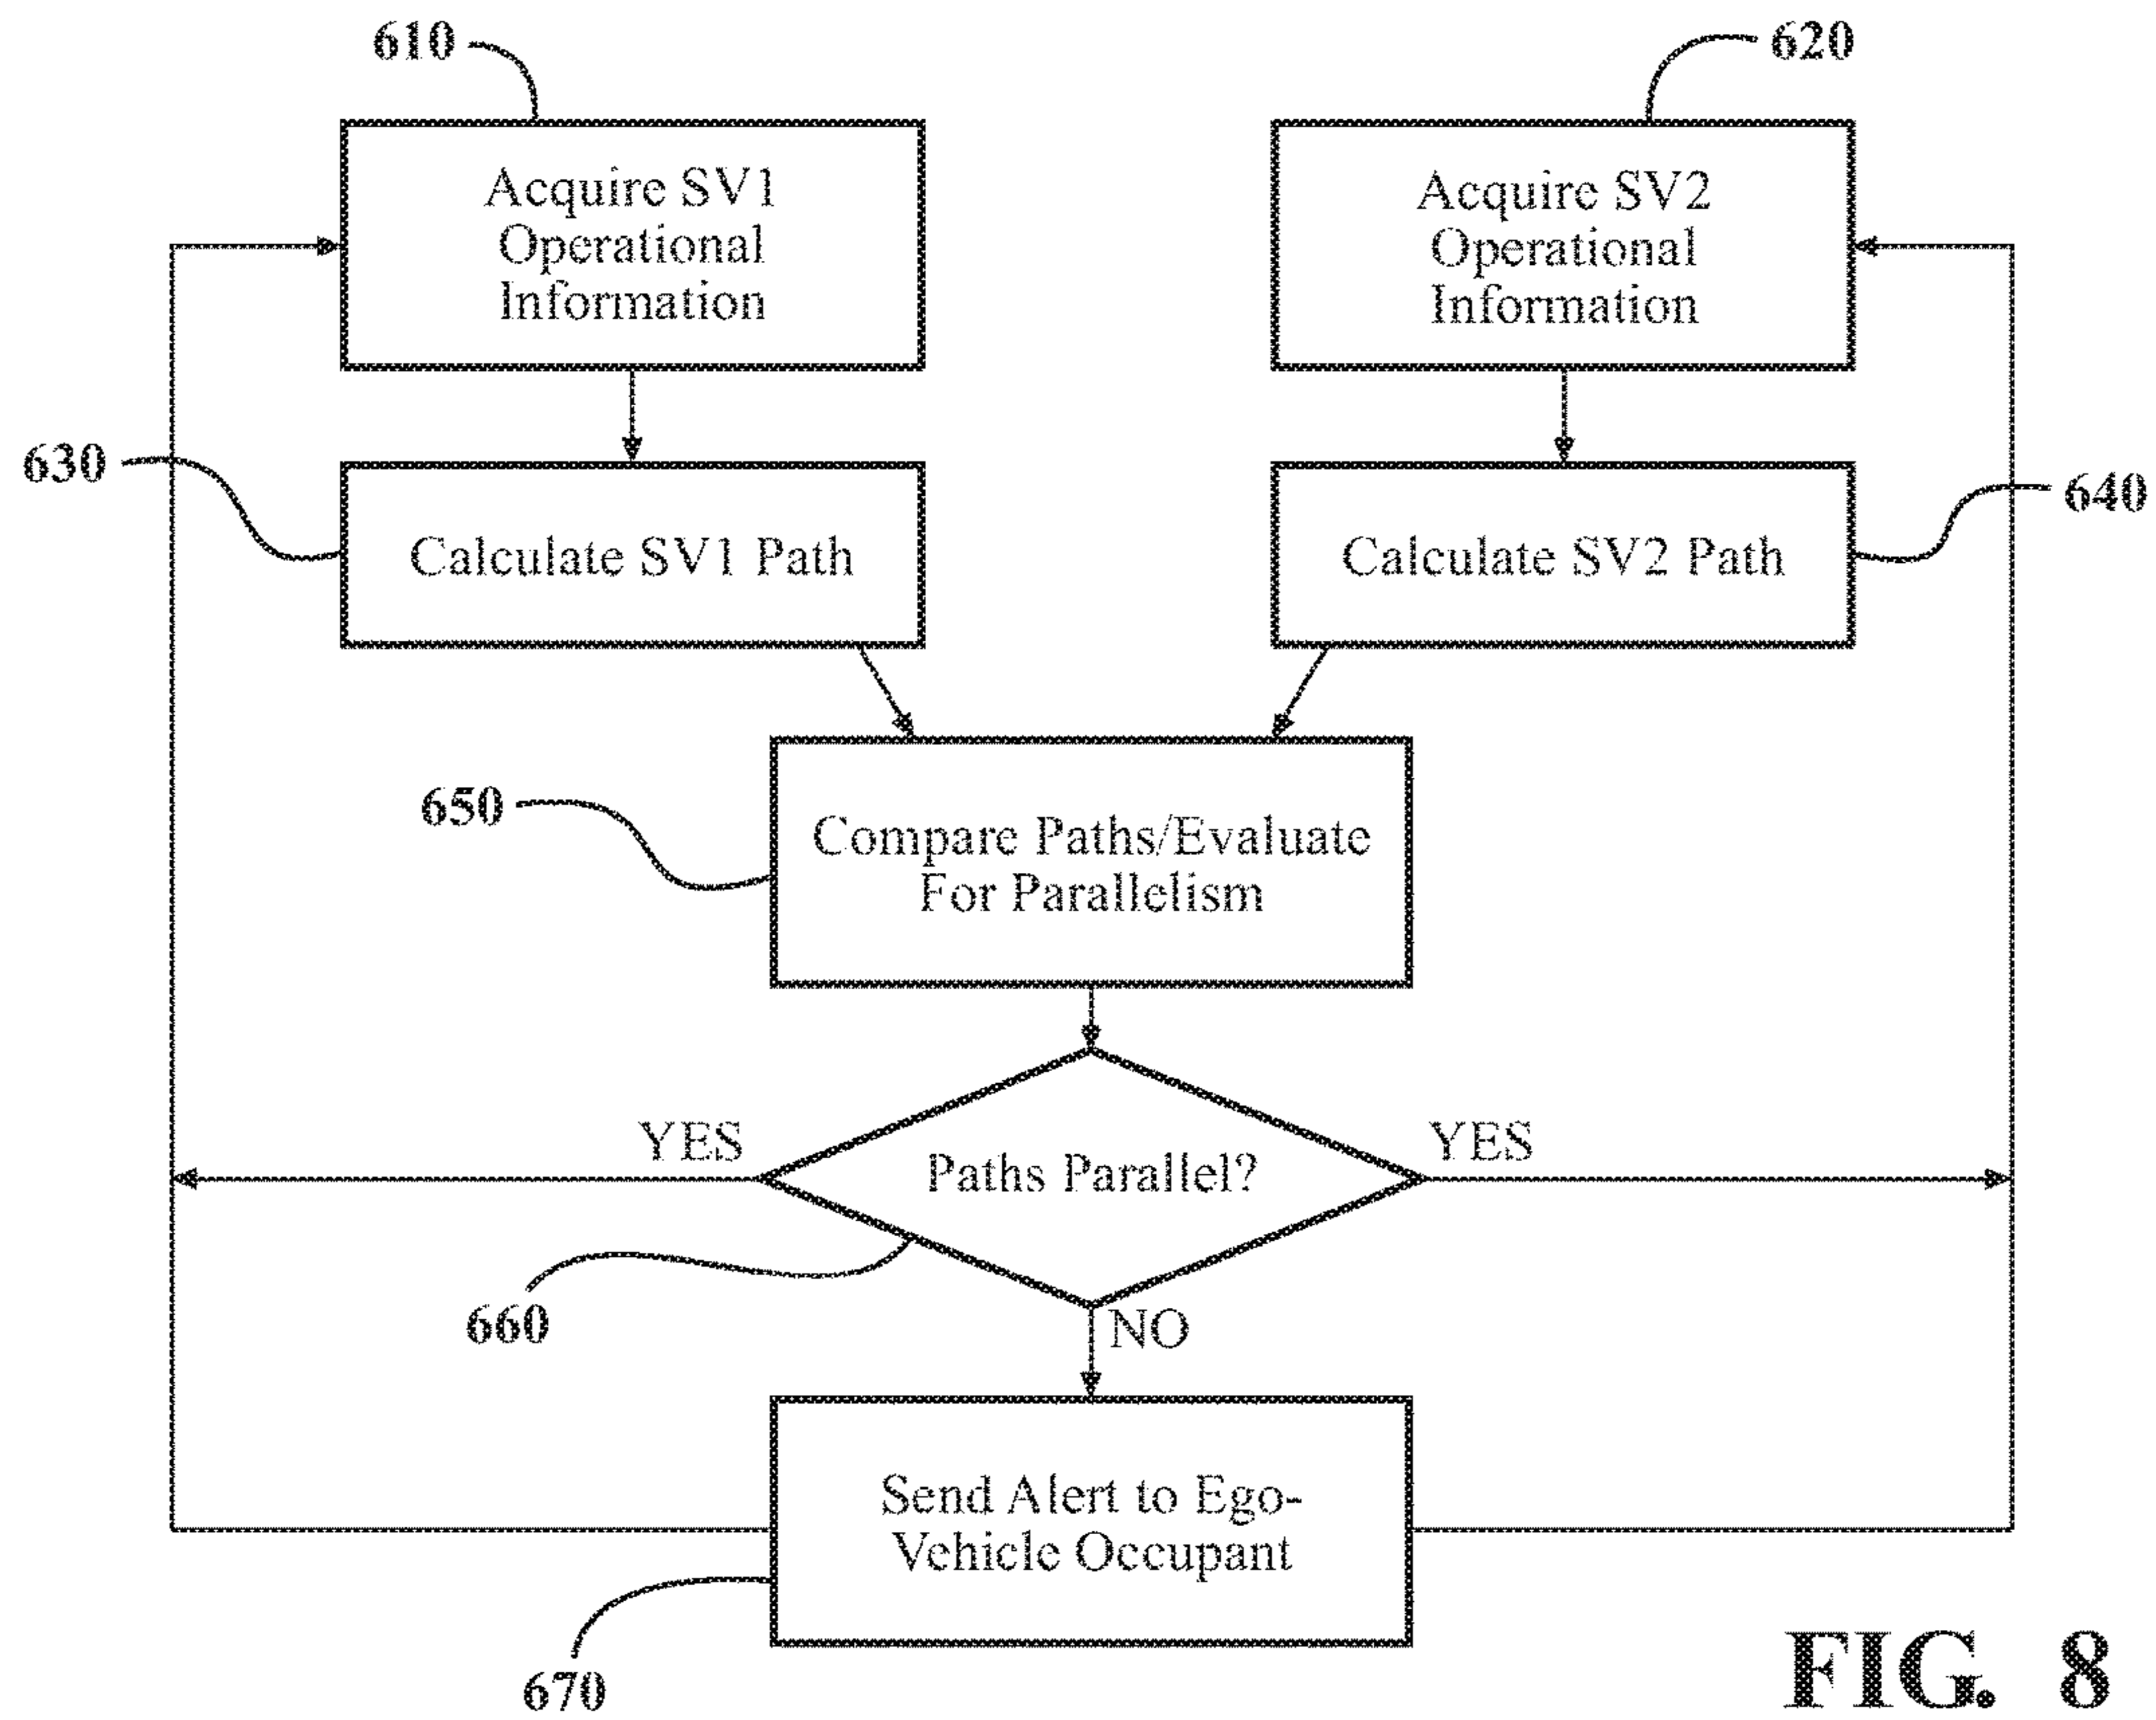 610
620
Acquire SV1
Operational
Information
Acquire SV2
Operational
Information
630
640
Calculate SV1 Path
Calculate SV2 Path
650
Compare Paths/Evaluate
For Parallelism
YES
Paths Parallel?
YES
660
NO
Send Alert to Ego-
Vehicle Occupant
670
FIG. 8